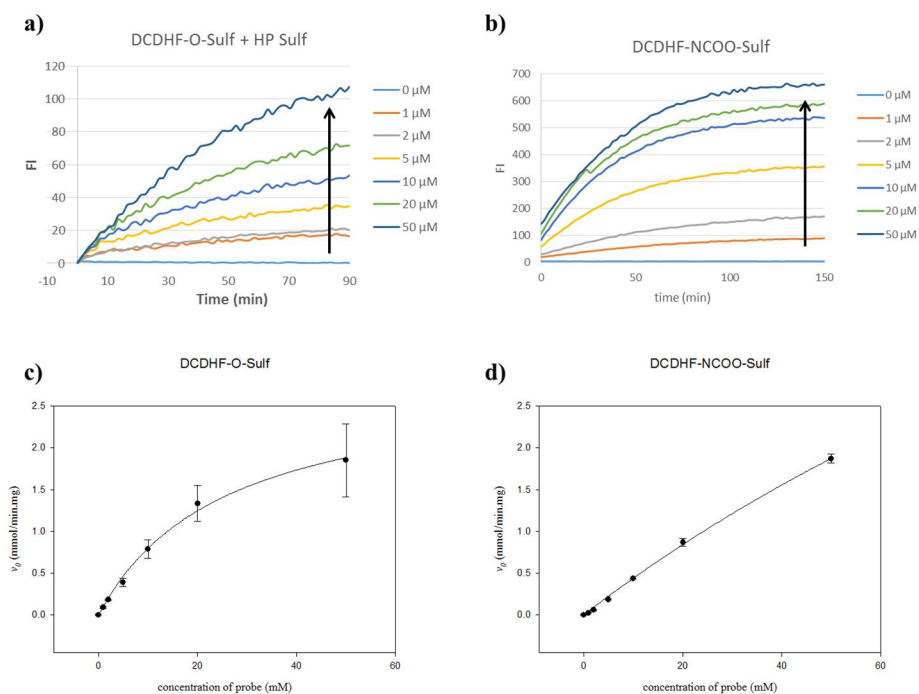 a)
DCDHF-O-Sulf + HP Sulf
FI
120
100
80
60
40
20
0
-10
10
30
50
70
90
Time (min)
0 µM
1 µM
2 µM
5 µM
10 µM
20 µM
50 µM
b)
DCDHF-NCOO-Sulf
FI
700
600
500
400
300
200
100
0
0
50
100
150
time (min)
0 µM
1 µM
2 µM
5 µM
10 µM
20 µM
50 µM
c)
DCDHF-O-Sulf
v0 (mmol/min.mg)
2.5
2.0
1.5
1.0
0.5
0.0
0
20
40
60
concentration of probe (mM)
d)
DCDHF-NCOO-Sulf
v0 (mmol/min.mg)
2.5
2.0
1.5
1.0
0.5
0.0
0
20
40
60
concentration of probe (mM)